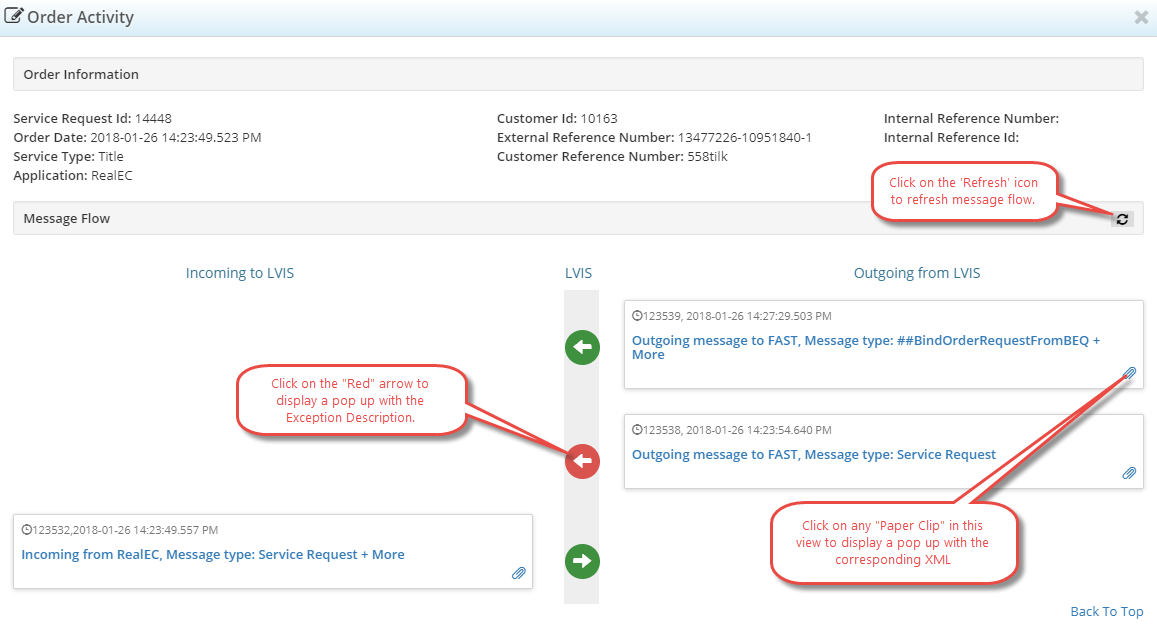 Order Activity
Order Information
Service Request Id: 14448
Order Date: 2018-01-26 14:23:49.523 PM
Service Type: Title
Application: RealEC
Customer Id: 10163
External Reference Number: 13477226-10951840-1
Customer Reference Number: 558tilk
Internal Reference Number:
Internal Reference Id:
Click on the 'Refresh' icon
to refresh message flow.
Message Flow
Incoming to LVIS
LVIS
Outgoing from LVIS
123539, 2018-01-26 14:27:29.503 PM
Outgoing message to FAST, Message type: ##BindOrderRequestFromBEQ +
More
Click on the "Red" arrow to
display a pop up with the
Exception Description.
123538, 2018-01-26 14:23:54.640 PM
Outgoing message to FAST, Message type: Service Request
Click on any "Paper Clip" in this
view to display a pop up with the
corresponding XML
123532,2018-01-26 14:23:49.557 PM
Incoming from RealEC, Message type: Service Request + More
Back To Top